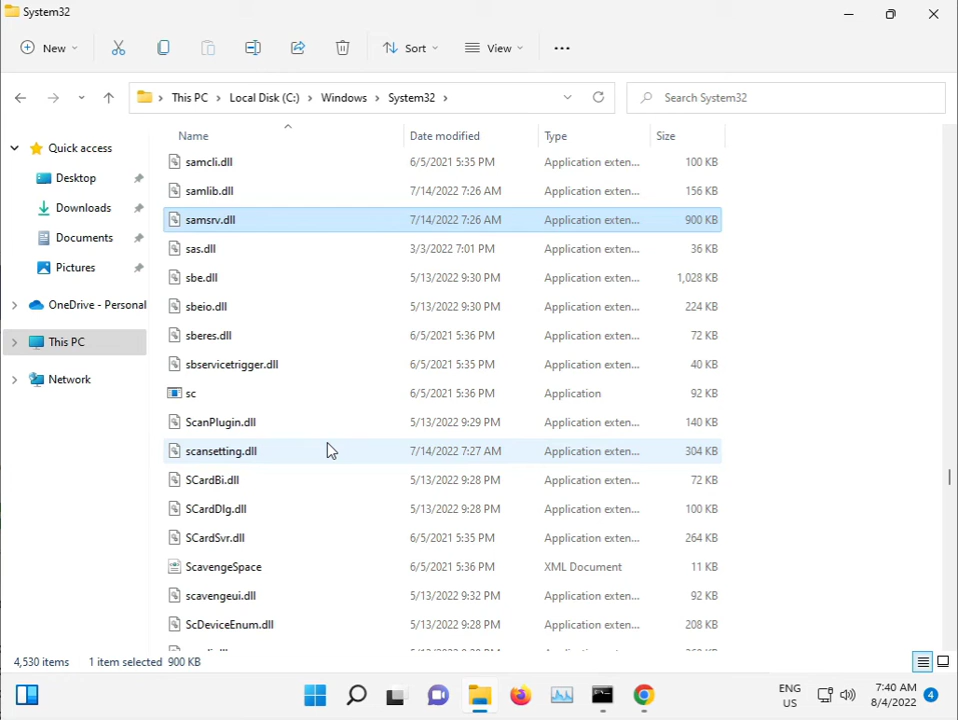 System32
New
Sort
View
This PC
Local Disk (C:)
Windows
System32
Search System32
Name
Date modified
Type
Size
Quick access
Desktop
Downloads
Documents
Pictures
OneDrive - Personal
This PC
Network
samcli.dll 6/5/2021 5:35 PM Application exten... 100 KB
samlib.dll 7/14/2022 7:26 AM Application exten... 156 KB
samsrv.dll 7/14/2022 7:26 AM Application exten... 900 KB
sas.dll 3/3/2022 7:01 PM Application exten... 36 KB
sbe.dll 5/13/2022 9:30 PM Application exten... 1,028 KB
sbeio.dll 5/13/2022 9:30 PM Application exten... 224 KB
sberes.dll 6/5/2021 5:36 PM Application exten... 72 KB
sbservicetrigger.dll 6/5/2021 5:35 PM Application exten... 40 KB
sc 6/5/2021 5:36 PM Application 92 KB
ScanPlugin.dll 5/13/2022 9:29 PM Application exten... 140 KB
scansetting.dll 7/14/2022 7:27 AM Application exten... 304 KB
SCardBi.dll 5/13/2022 9:28 PM Application exten... 72 KB
SCardDlg.dll 5/13/2022 9:28 PM Application exten... 100 KB
SCardSvr.dll 6/5/2021 5:35 PM Application exten... 264 KB
ScavengeSpace 6/5/2021 5:36 PM XML Document 11 KB
scavengeui.dll 5/13/2022 9:32 PM Application exten... 92 KB
ScDeviceEnum.dll 5/13/2022 9:28 PM Application exten... 208 KB
4,530 items
1 item selected 900 KB
ENG
US
7:40 AM
8/4/2022
4